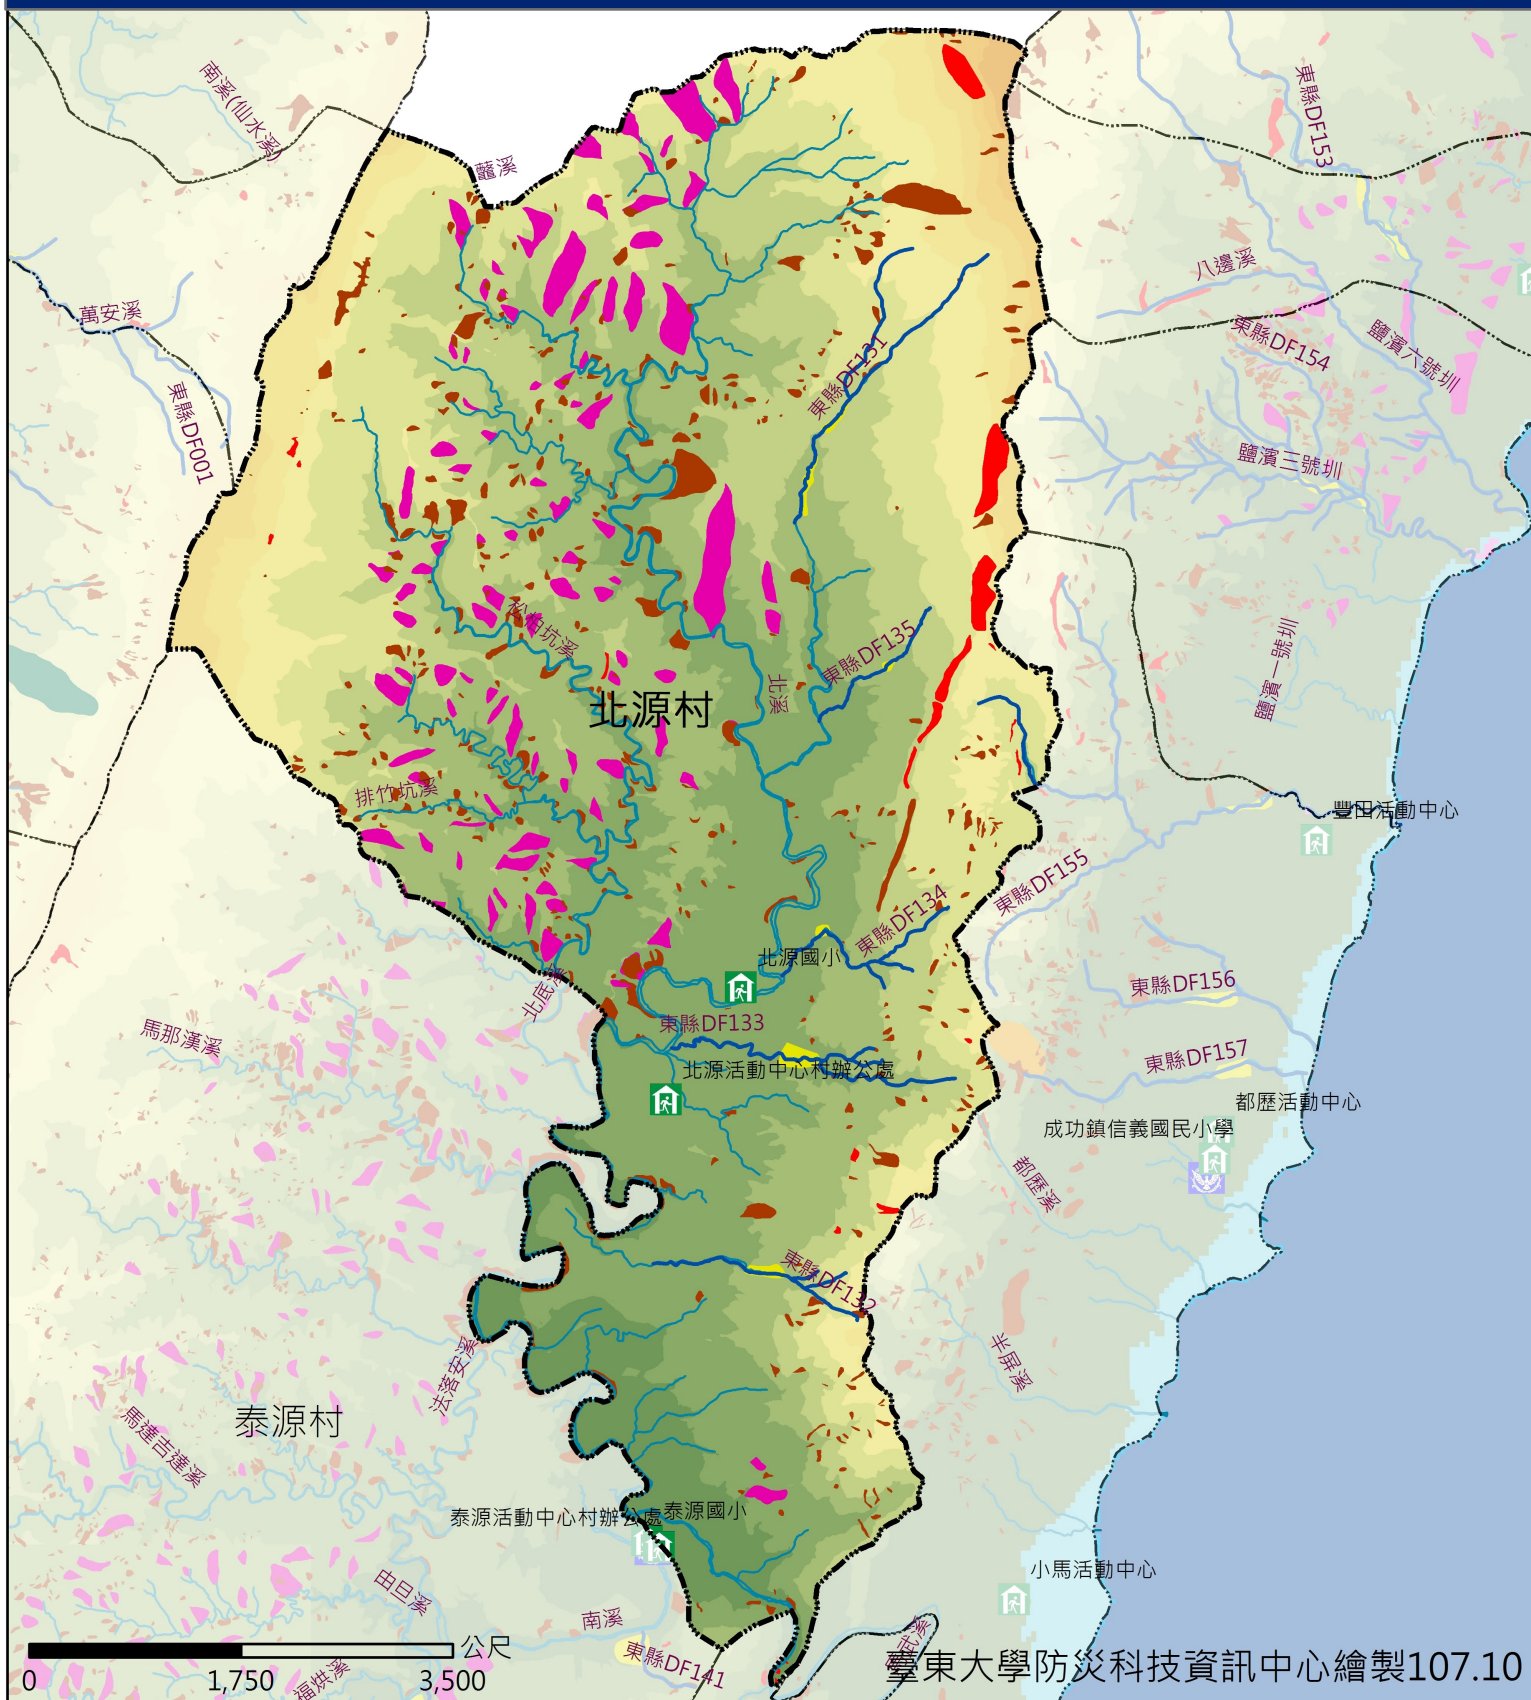 南溪(仙水溪)
東縣DF153
鼈溪
八邊溪
萬安溪
東縣DF154
鹽濱六號圳
東縣DF131
東縣DF001
鹽濱三號圳
松柏坑溪
東縣DF135
鹽濱一號圳
北溪
北源村
排竹坑溪
豐田活動中心
東縣DF155
東縣DF134
北源國小
北底溪
東縣DF156
東縣DF133
馬那漢溪
東縣DF157
北源活動中心村辦公處
都歷活動中心
成功鎮信義國民小學
都歷溪
東縣DF132
半屏溪
法落安溪
泰源村
馬達吉達溪
泰源活動中心村辦公處
泰源國小
小馬活動中心
由旦溪
南溪
東縣DF141
福烘溪
公尺
0
1,750
3,500
臺東大學防災科技資訊中心繪製107.10